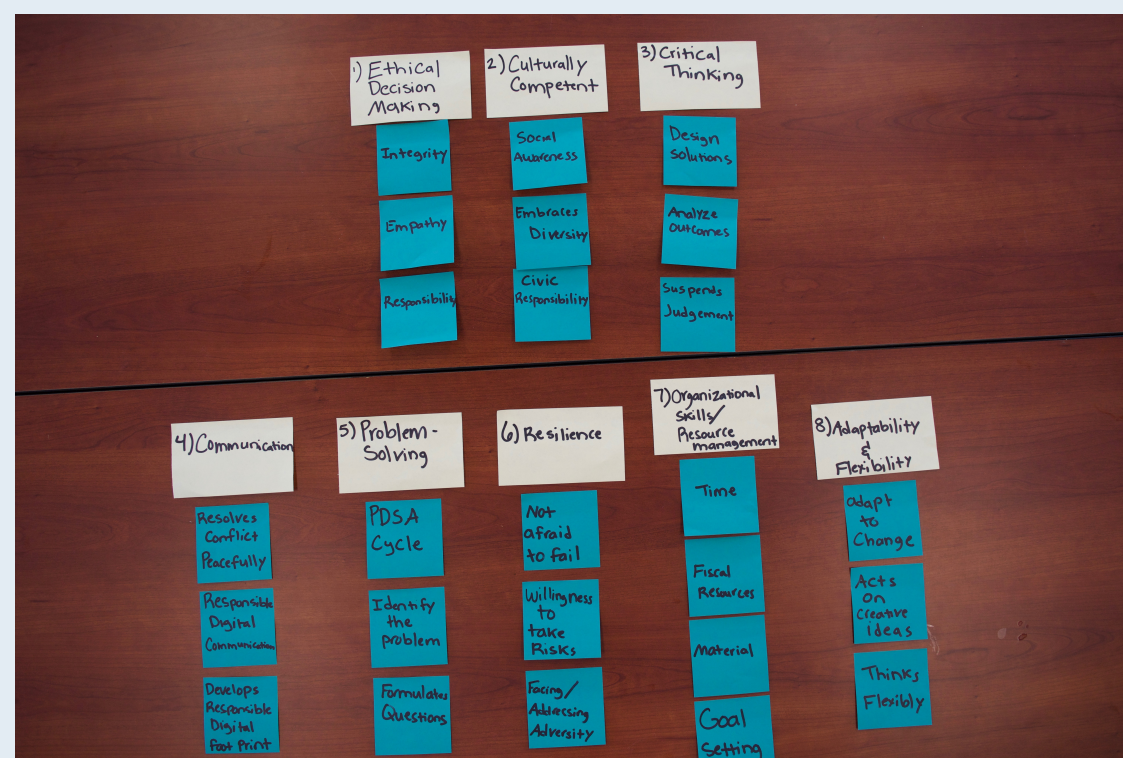 1) Ethical
Decision
Making
Integrity
Empathy
Responsibility
2) Culturally
Competent
Social
Awareness
Embraces
Diversity
Civic
Responsibility
3) Critical
Thinking
Design
Solutions
Analyze
Outcomes
Suspends
Judgement
4) Communication
Resolves
Conflict
Peacefully
Responsible
Digital
Communication
Develops
Responsible
Digital
Foot Print
5) Problem-
Solving
PDSA
Cycle
Identify
the
problem
Formulates
Questions
6) Resilience
Not
afraid
to fail
Willingness
to
take
Risks
Facing/
Addressing
Adversity
7) Organizational
Skills/
Resource
management
Time
Fiscal
Resources
Material
Goal
Setting
8) Adaptability
&
Flexibility
adapt
to
Change
Acts
on
Creative
ideas
Thinks
Flexibly